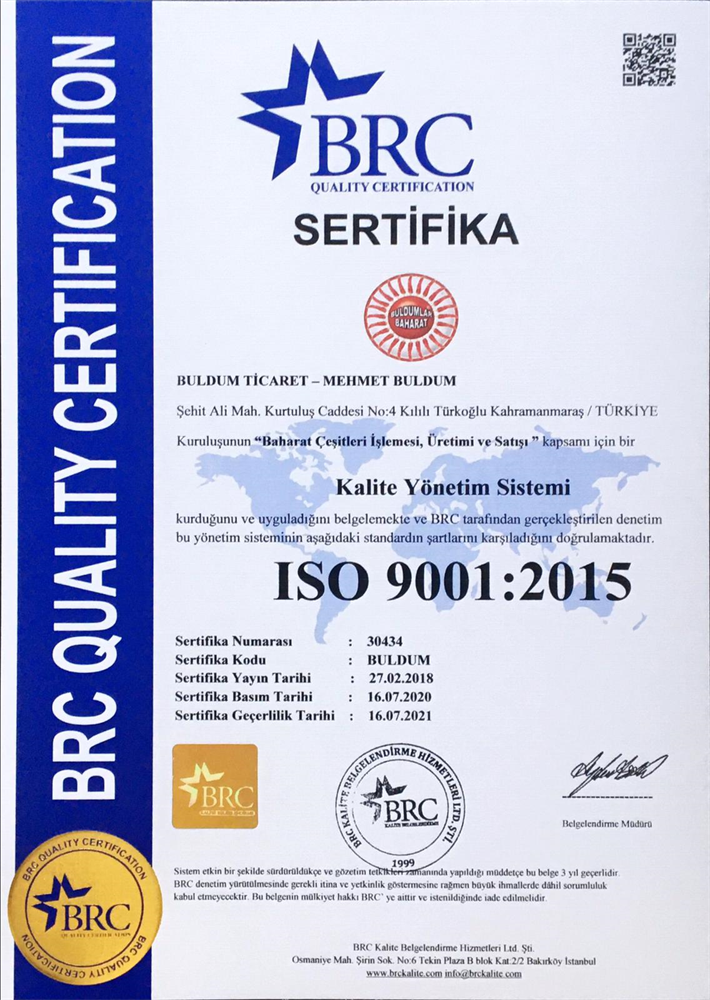 BRC QUALITY CERTIFICATION
BRC
QUALITY CERTIFICATION
SERTİFİKA
BULDUMLAR
BAHARAT
BULDUM TİCARET – MEHMET BULDUM
Şehit Ali Mah. Kurtuluş Caddesi No:4 Kılılı Türkoğlu Kahramanmaraş / TÜRKİYE
Kuruluşunun “Baharat Çeşitleri İşlemesi, Üretimi ve Satışı ” kapsamı için bir
Kalite Yönetim Sistemi
kurduğunu ve uyguladığını belgelemekte ve BRC tarafından gerçekleştirilen denetim
bu yönetim sisteminin aşağıdaki standardın şartlarını karşıladığını doğrulamaktadır.
ISO 9001:2015
Sertifika Numarası : 30434
Sertifika Kodu : BULDUM
Sertifika Yayın Tarihi : 27.02.2018
Sertifika Basım Tarihi : 16.07.2020
Sertifika Geçerlilik Tarihi : 16.07.2021
BRC
BRC KALİTE BELGELENDİRME HİZMETLERİ LTD. ŞTİ.
BRC
KALİTE BELGELENDİRME
1999
Belgelendirme Müdürü
BRC QUALITY CERTIFICATION
BRC
QUALITY CERTIFICATION
BRC QUALITY CERTIFICATION
Sistem etkin bir şekilde sürdürüldükçe ve gözetim tetkikleri zamanında yapıldığı müddetçe bu belge 3 yıl geçerlidir.
BRC denetim yürütülmesinde gerekli itina ve yetkinlik göstermesine rağmen büyük ihmallerde dâhil sorumluluk
kabul etmeyecektir. Bu belgenin mülkiyet hakkı BRC’ ye aittir ve istenildiğinde iade edilmelidir.
BRC Kalite Belgelendirme Hizmetleri Ltd. Şti.
Osmaniye Mah. Şirin Sok. No:6 Tekin Plaza B blok Kat:2/2 Bakırköy İstanbul
www.brckalite.com info@brckalite.com